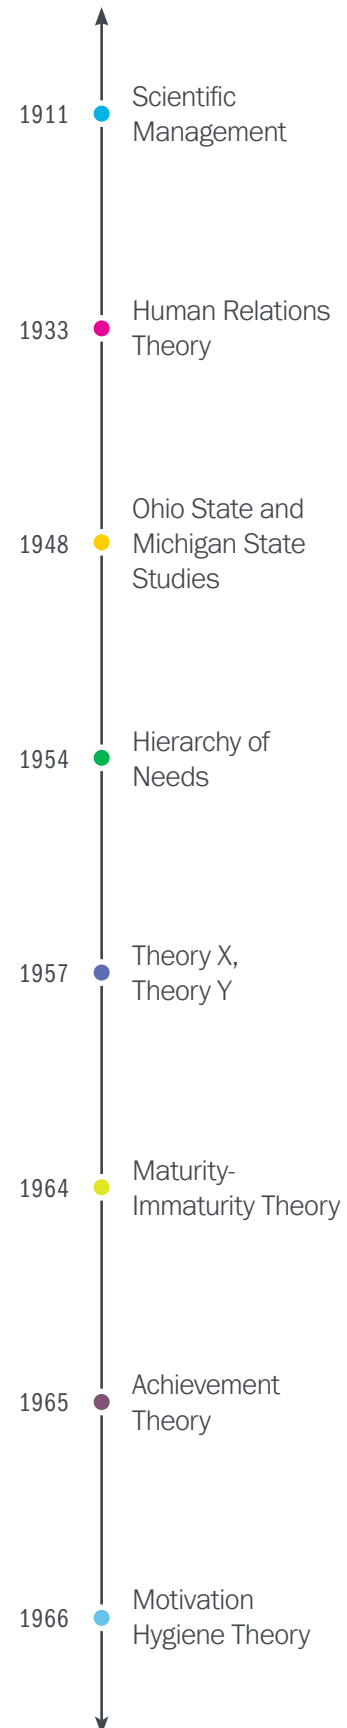 1911
Scientific
Management
1933
Human Relations
Theory
1948
Ohio State and
Michigan State
Studies
1954
Hierarchy of
Needs
1957
Theory X,
Theory Y
1964
Maturity-
Immaturity Theory
1965
Achievement
Theory
1966
Motivation
Hygiene Theory